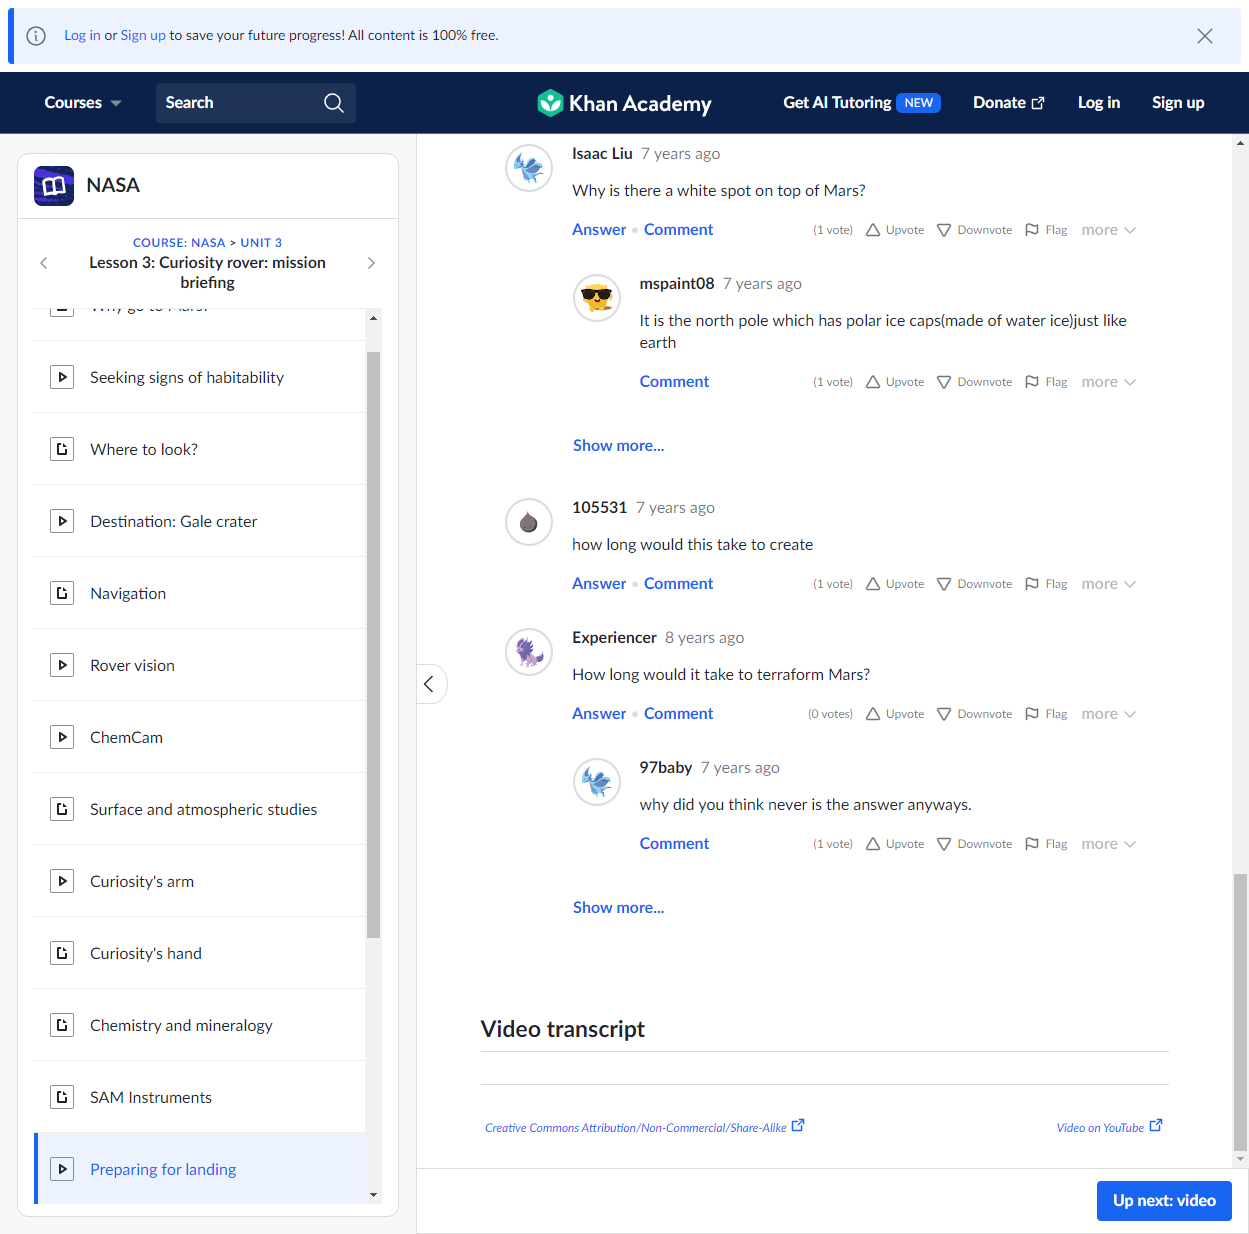 Log in or Sign up to save your future progress! All content is 100% free.
Courses
Search
Khan Academy
Get AI Tutoring NEW
Donate
Log in
Sign up
NASA
COURSE: NASA > UNIT 3
Lesson 3: Curiosity rover: mission
briefing
Why go to Mars?
Seeking signs of habitability
Where to look?
Destination: Gale crater
Navigation
Rover vision
ChemCam
Surface and atmospheric studies
Curiosity's arm
Curiosity's hand
Chemistry and mineralogy
SAM Instruments
Preparing for landing
Isaac Liu 7 years ago
Why is there a white spot on top of Mars?
Answer • Comment (1 vote) Upvote Downvote Flag more
mspaint08 7 years ago
It is the north pole which has polar ice caps(made of water ice)just like
earth
Comment (1 vote) Upvote Downvote Flag more
Show more...
105531 7 years ago
how long would this take to create
Answer • Comment (1 vote) Upvote Downvote Flag more
Experiencer 8 years ago
How long would it take to terraform Mars?
Answer • Comment (0 votes) Upvote Downvote Flag more
97baby 7 years ago
why did you think never is the answer anyways.
Comment (1 vote) Upvote Downvote Flag more
Show more...
Video transcript
Creative Commons Attribution/Non-Commercial/Share-Alike
Video on YouTube
Up next: video